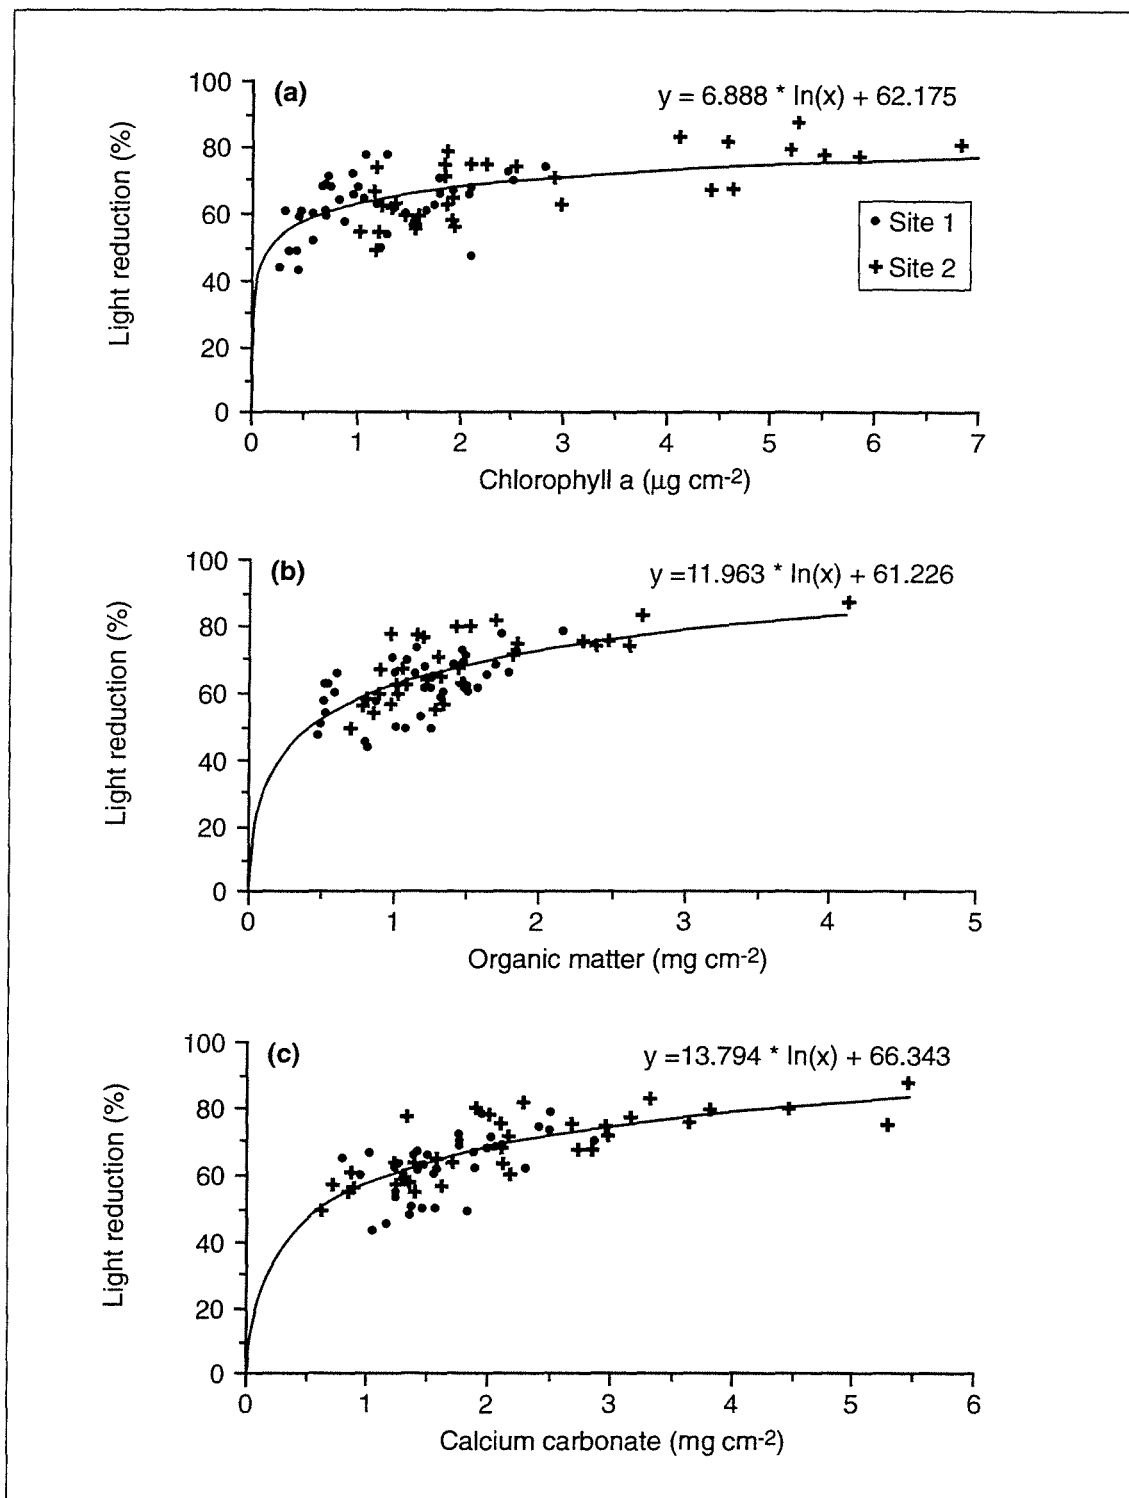 (a)
y = 6.888 * ln(x) + 62.175
Light reduction (%)
100
80
60
40
20
0
Site 1
Site 2
0 1 2 3 4 5 6 7
Chlorophyll a (µg cm-2)
(b)
y =11.963 * ln(x) + 61.226
Light reduction (%)
100
80
60
40
20
0
0 1 2 3 4 5
Organic matter (mg cm-2)
(c)
y =13.794 * ln(x) + 66.343
Light reduction (%)
100
80
60
40
20
0
0 1 2 3 4 5 6
Calcium carbonate (mg cm-2)